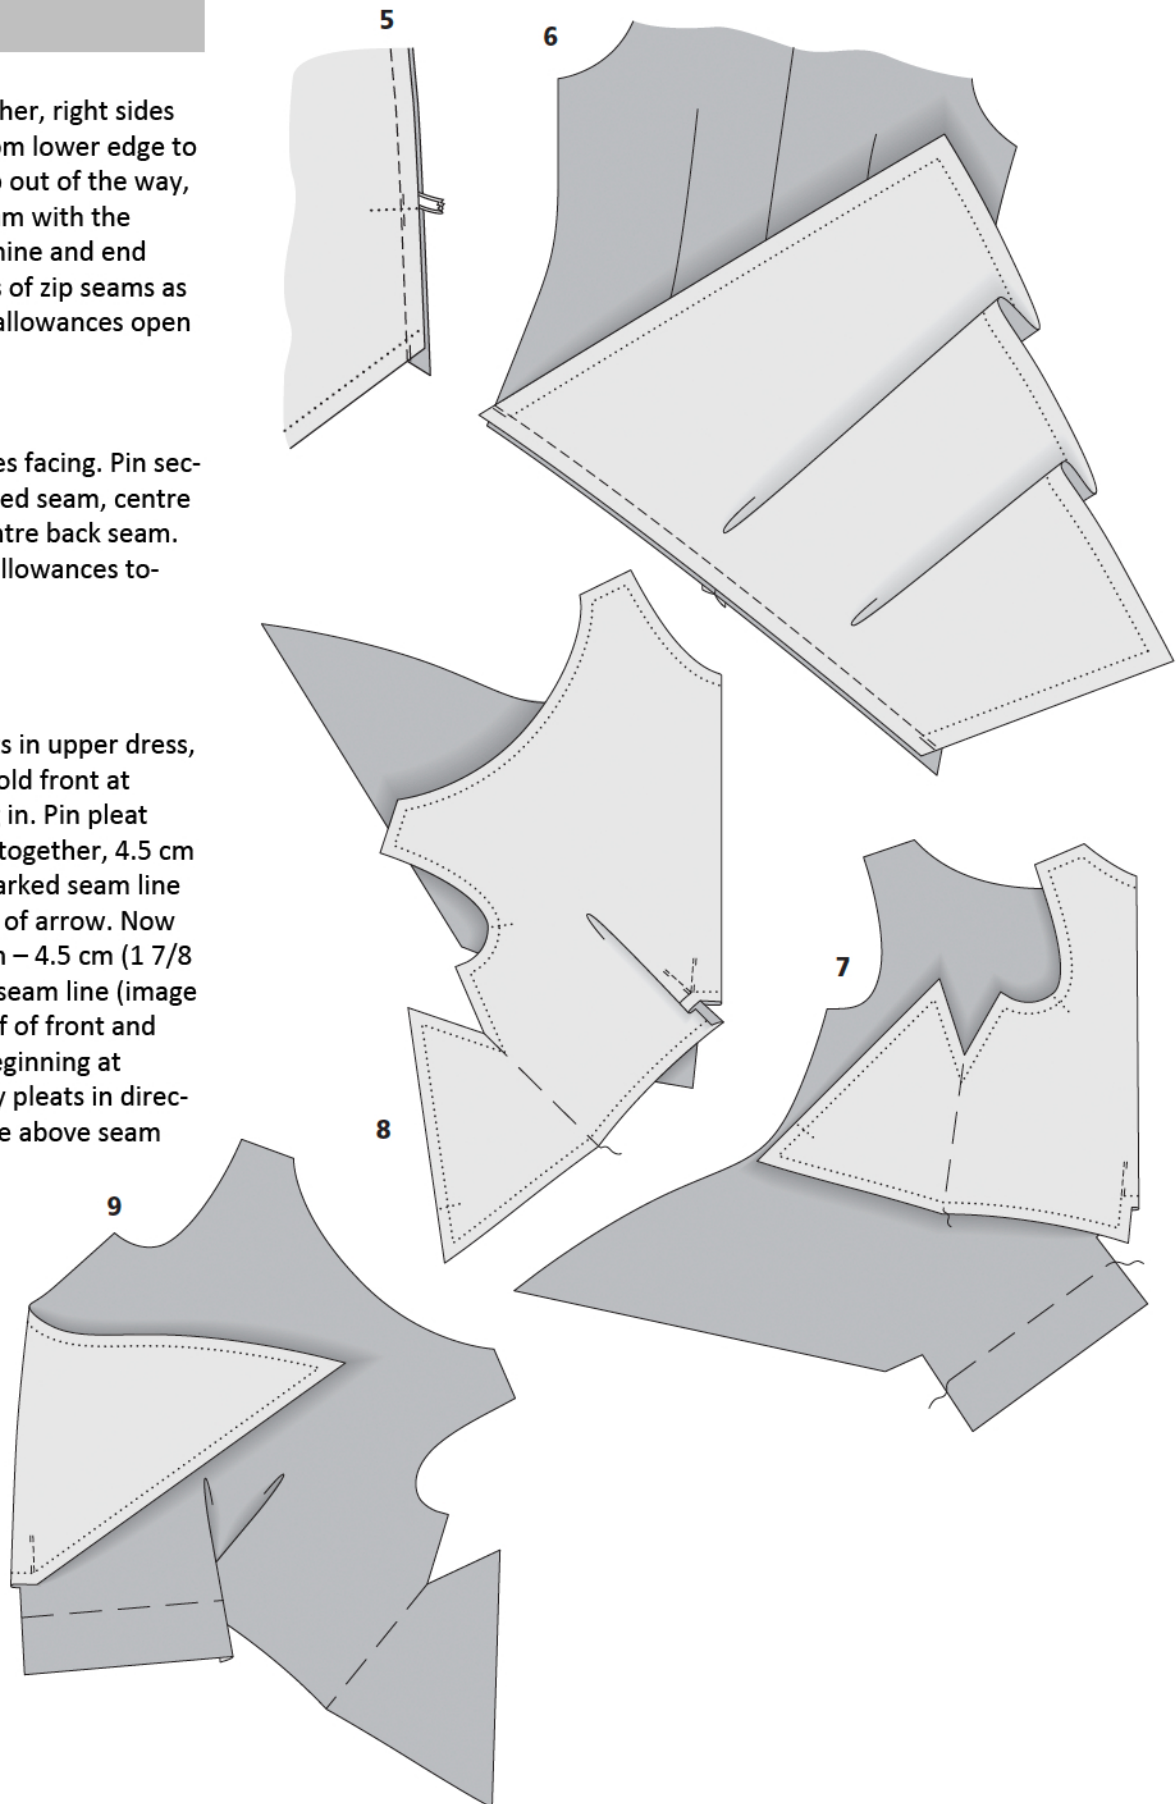 5
6
her, right sides
om lower edge to
out of the way,
m with the
nine and end
s of zip seams as
allowances open
es facing. Pin sec-
ed seam, centre
ntre back seam.
llowances to-
s in upper dress,
old front at
in. Pin pleat
together, 4.5 cm
arked seam line
of arrow. Now
n – 4.5 cm (1 7/8
seam line (image
f of front and
eginning at
y pleats in direc-
e above seam
7
8
9